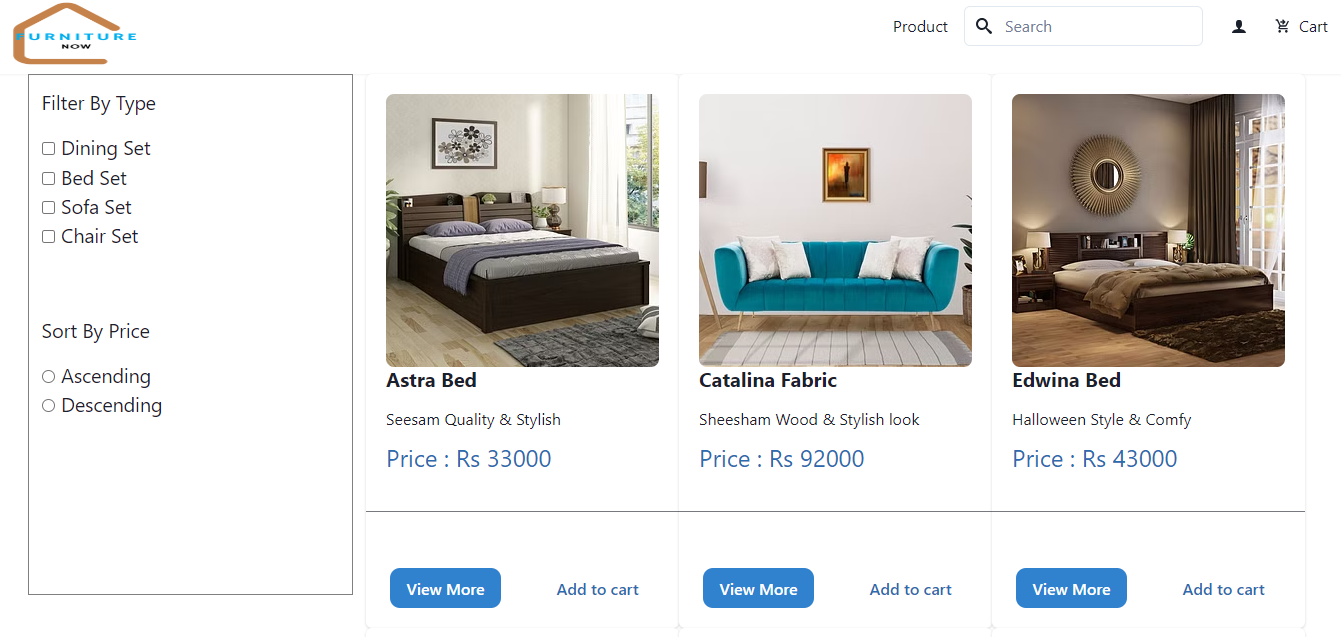 FURNITURE
NOW
Product
Search
Cart
Filter By Type
Dining Set
Bed Set
Sofa Set
Chair Set
Sort By Price
Ascending
Descending
Astra Bed
Seesam Quality & Stylish
Price : Rs 33000
View More
Add to cart
Catalina Fabric
Sheesham Wood & Stylish look
Price : Rs 92000
View More
Add to cart
Edwina Bed
Halloween Style & Comfy
Price : Rs 43000
View More
Add to cart